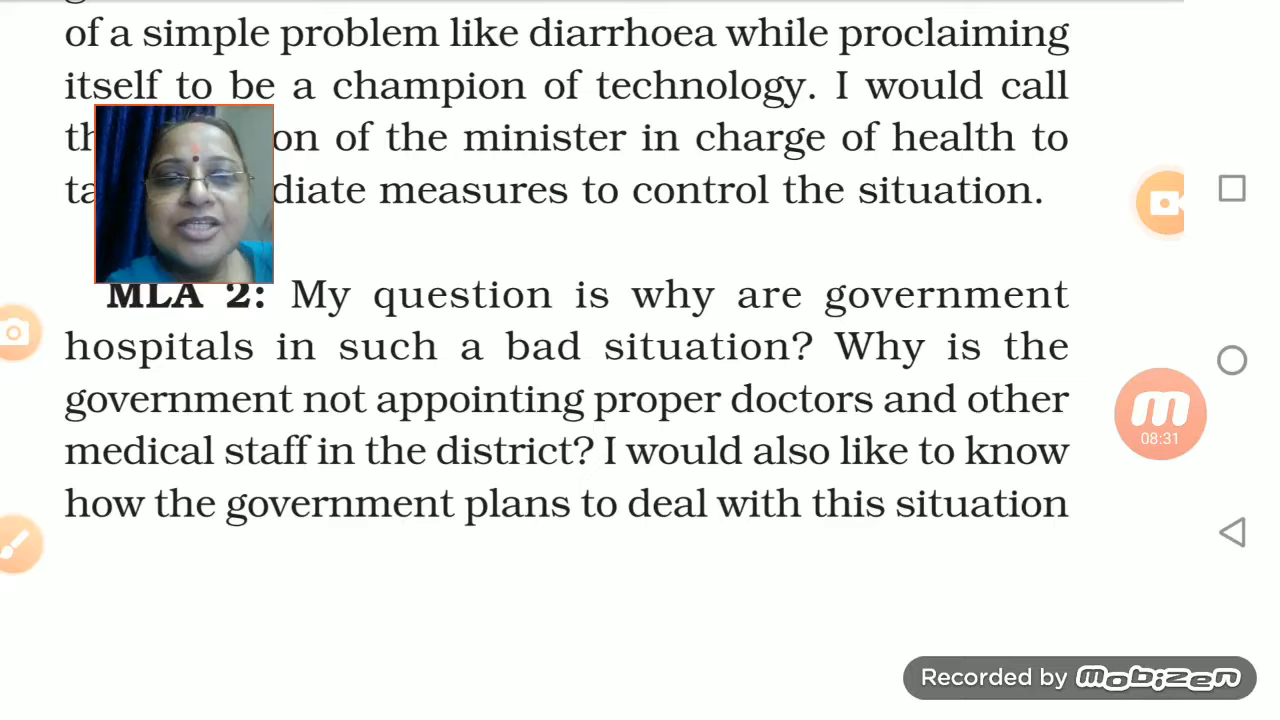 of a simple problem like diarrhoea while proclaiming
itself to be a champion of technology. I would call
on of the minister in charge of health to
diate measures to control the situation.
MLA 2: My question is why are government
hospitals in such a bad situation? Why is the
government not appointing proper doctors and other
medical staff in the district? I would also like to know
how the government plans to deal with this situation
08:31
Recorded by mobizen